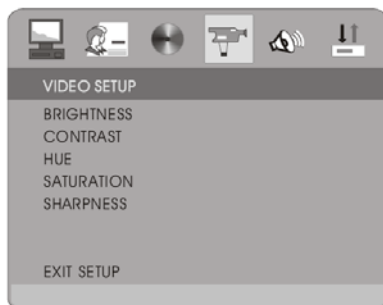 VIDEO SETUP
BRIGHTNESS
CONTRAST
HUE
SATURATION
SHARPNESS
EXIT SETUP